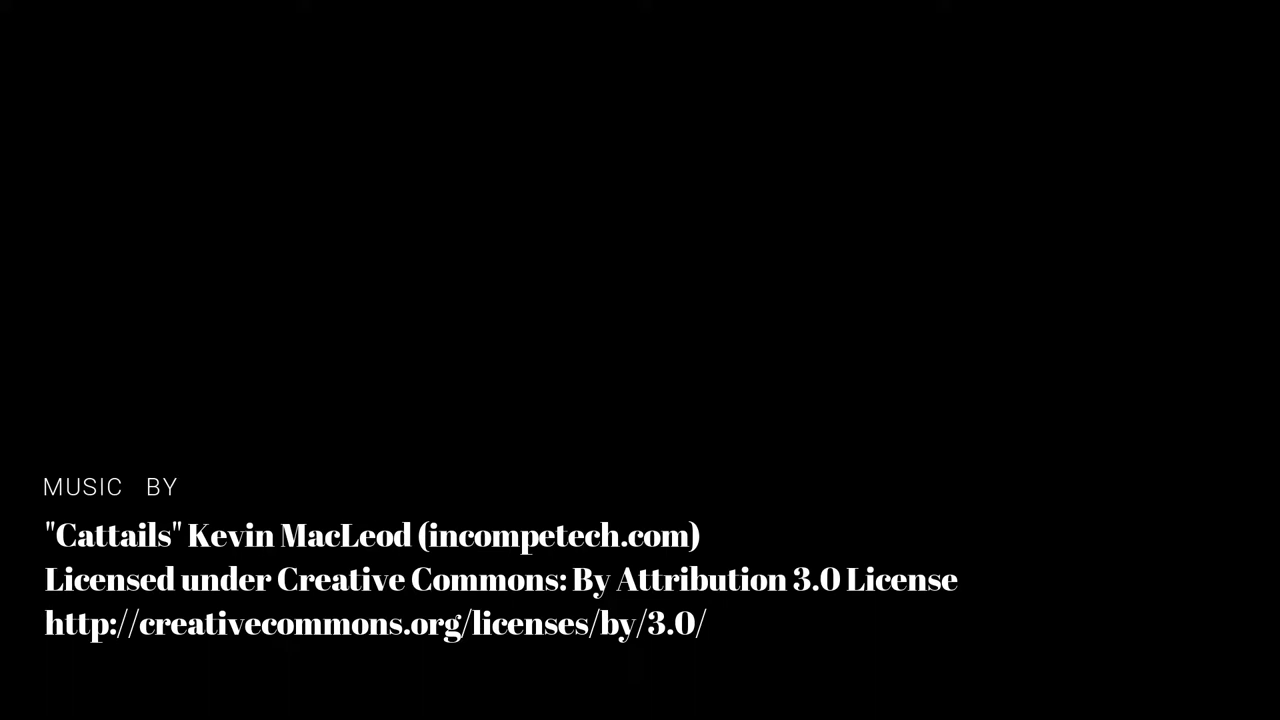 MUSIC BY
"Cattails" Kevin MacLeod (incompetech.com)
Licensed under Creative Commons: By Attribution 3.0 License
http://creativecommons.org/licenses/by/3.0/